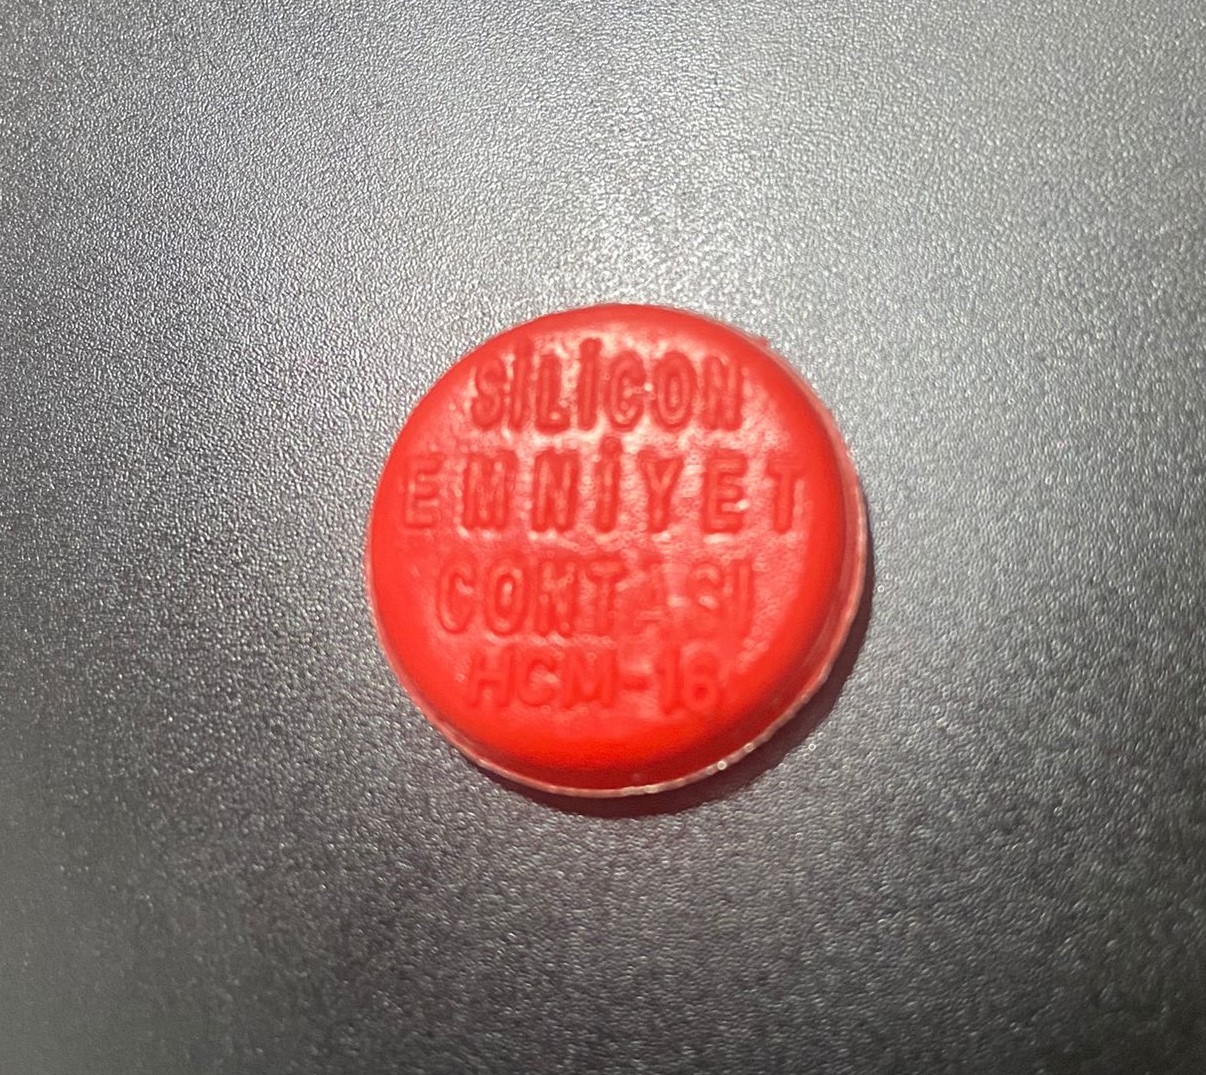 SİLİCON
EMNİYET
CONTASI
HCM-16